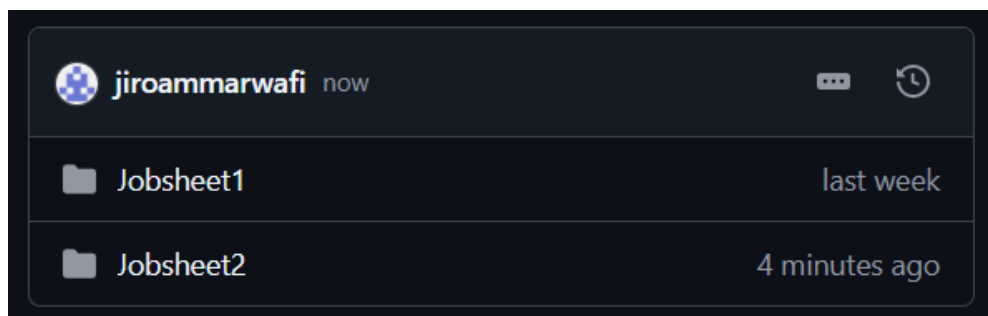 jiroammarwafi now
Jobsheet1 last week
Jobsheet2 4 minutes ago